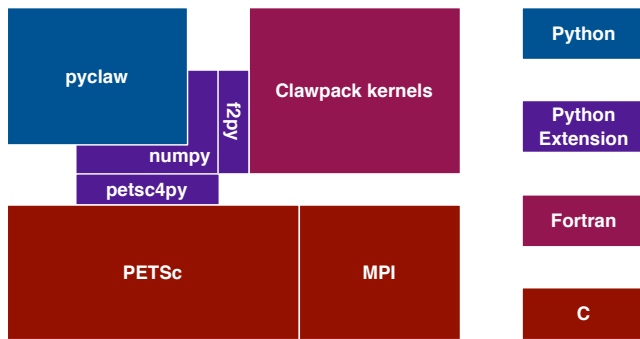 pyclaw
numpy
f2py
Clawpack kernels
petsc4py
PETSc
MPI
Python
Python
Extension
Fortran
C